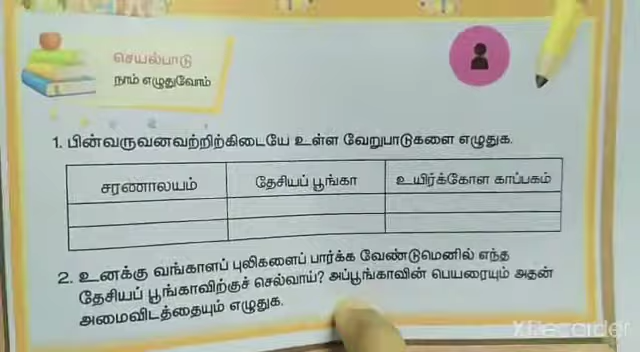 செயல்பாடு
நாம் எழுதுவோம்
1. பின்வருவனவற்றிற்கிடையே உள்ள வேறுபாடுகளை எழுதுக.
சரணாலயம் தேசியப் பூங்கா உயிர்க்கோள காப்பகம்
2. உனக்கு வங்காளப் புலிகளைப் பார்க்க வேண்டுமெனில் எந்த
தேசியப் பூங்காவிற்குச் செல்வாய்? அப்பூங்காவின் பெயரையும் அதன்
அமைவிடத்தையும் எழுதுக.
XRecorder